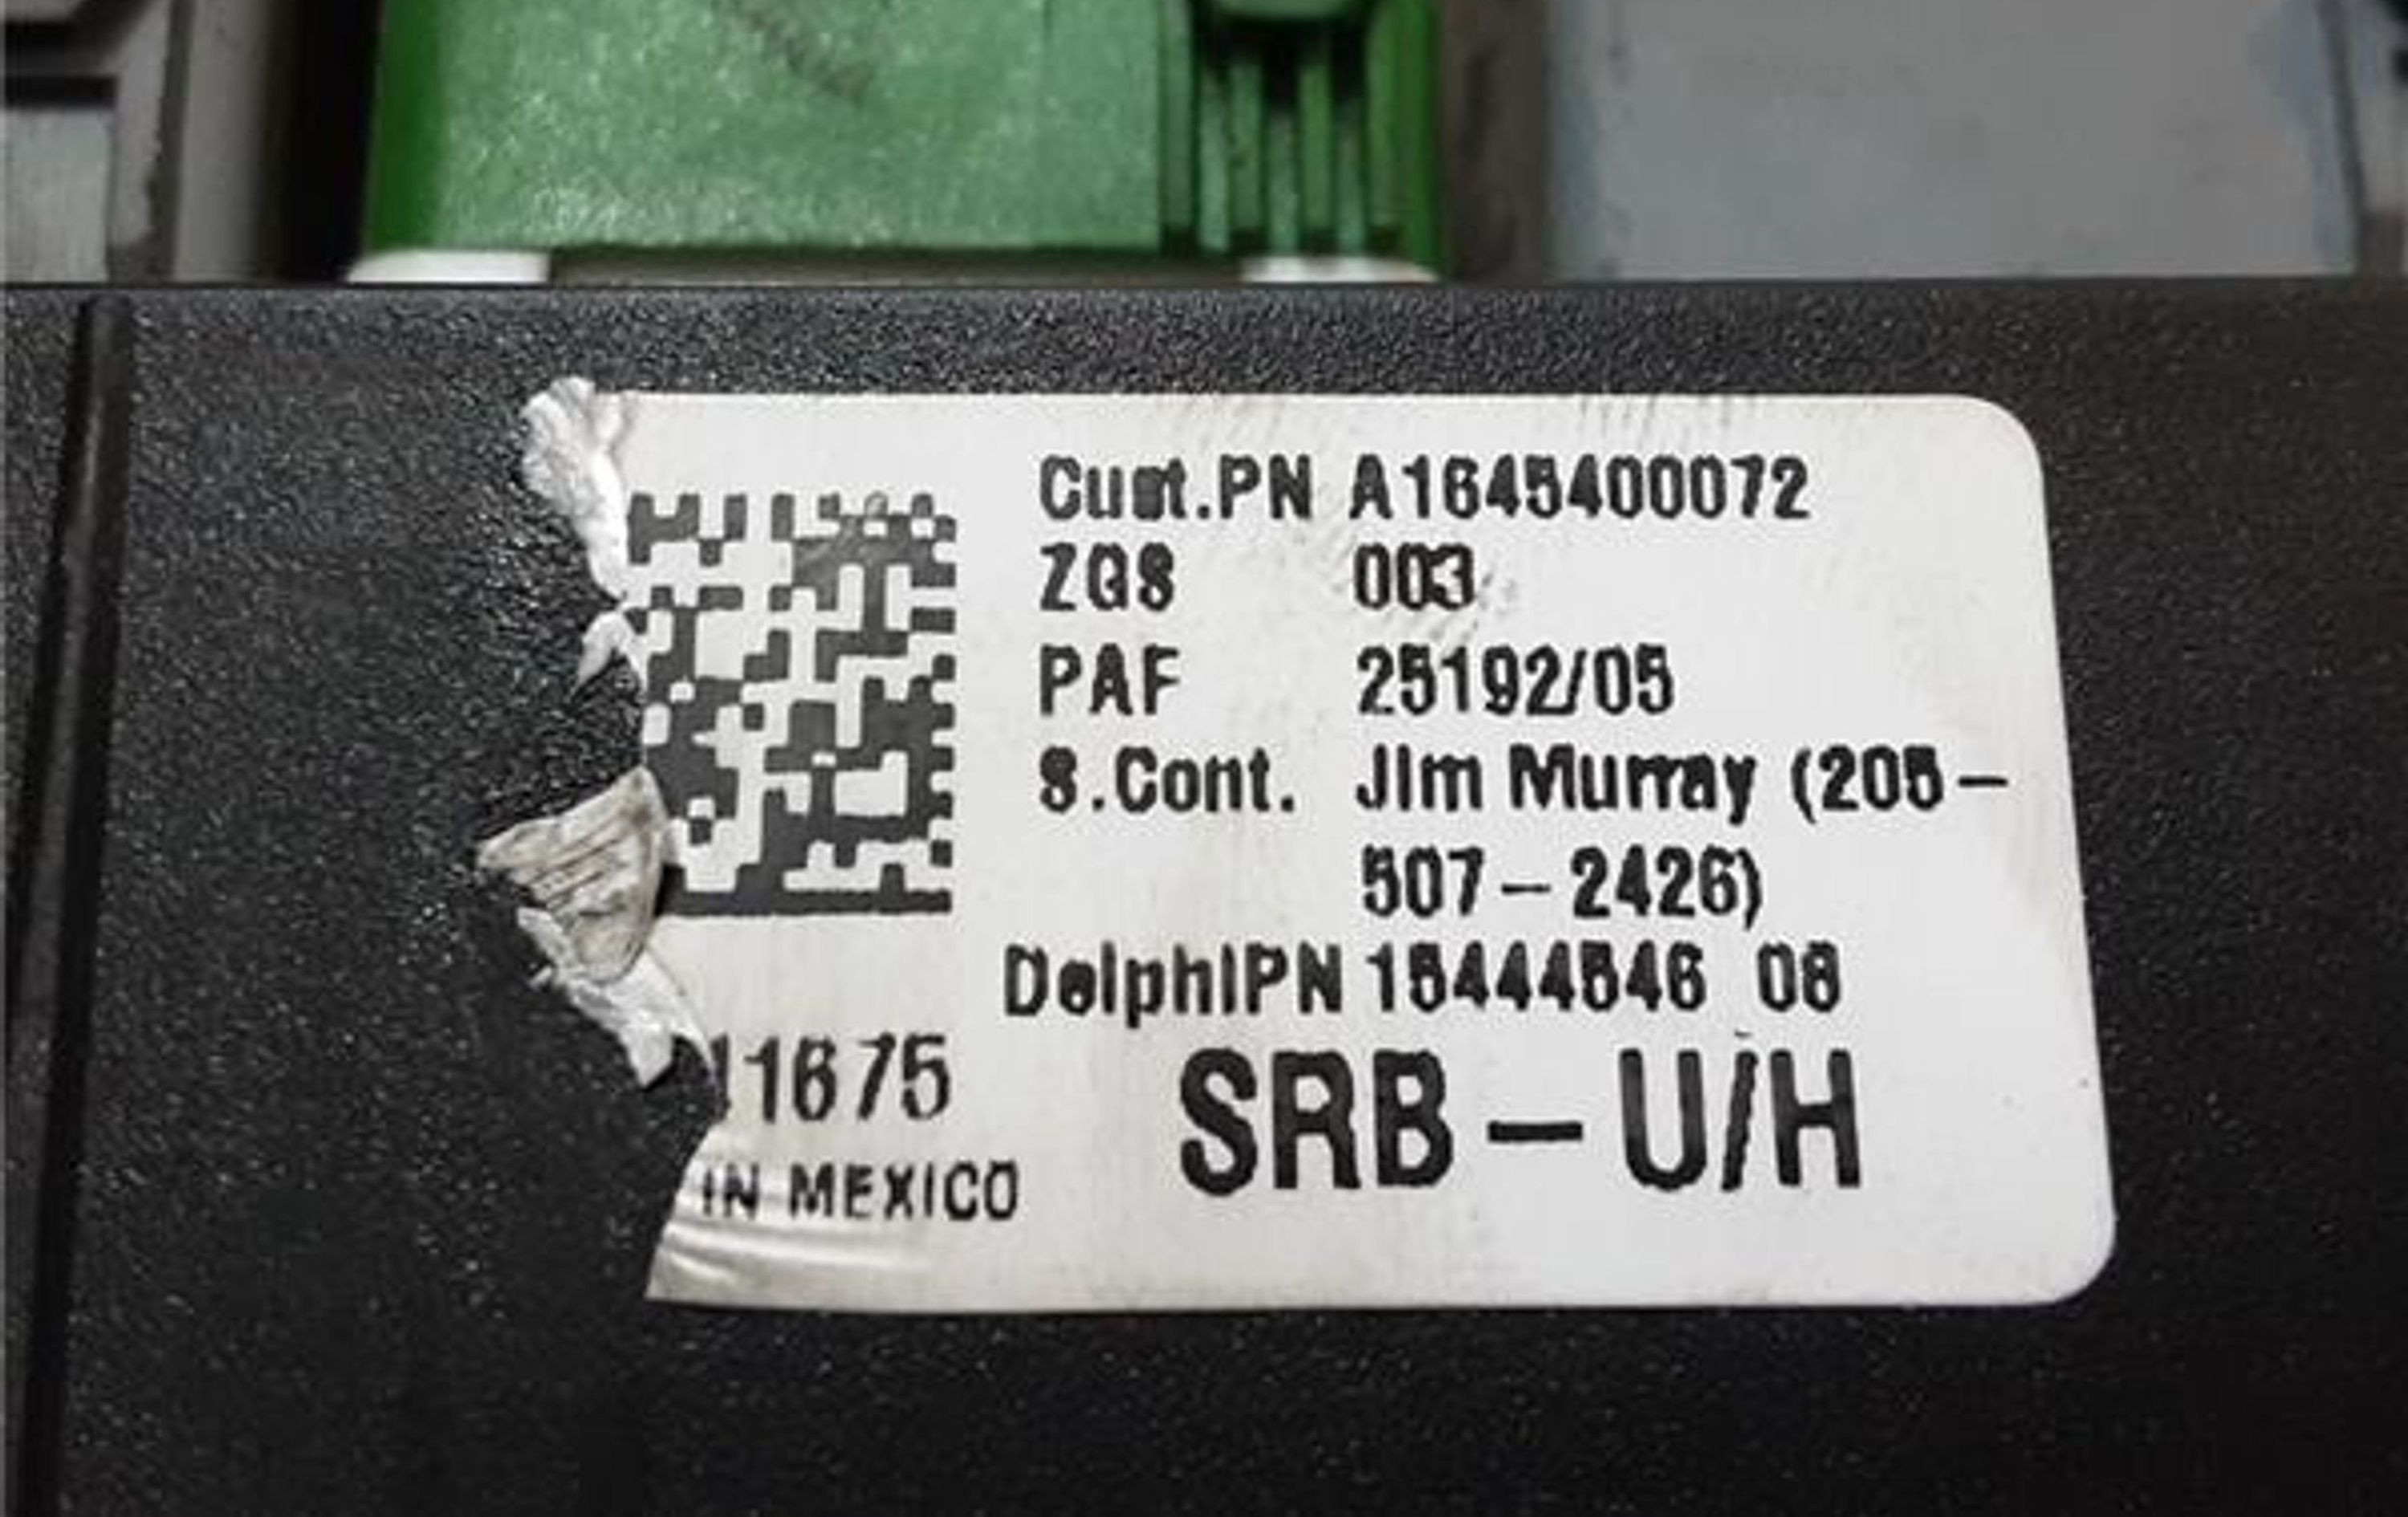 Cust.PN A1645400072
ZGS 003
PAF 25192/05
S.Cont. Jim Murray (205-
507-2426)
DelphiPN 15444546 06
11675
SRB-U/H
IN MEXICO